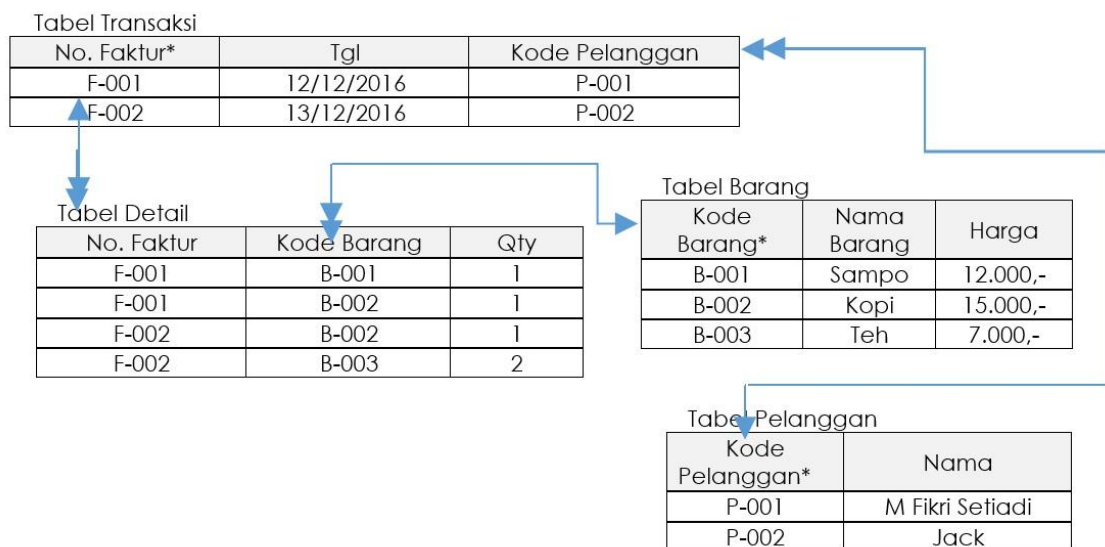 Tabel Transaksi
No. Faktur* Tgl Kode Pelanggan
F-001 12/12/2016 P-001
F-002 13/12/2016 P-002
Tabel Detail
No. Faktur Kode Barang Qty
F-001 B-001 1
F-001 B-002 1
F-002 B-002 1
F-002 B-003 2
Tabel Barang
Kode Barang* Nama Barang Harga
B-001 Sampo 12.000,-
B-002 Kopi 15.000,-
B-003 Teh 7.000,-
Tabel Pelanggan
Kode Pelanggan* Nama
P-001 M Fikri Setiadi
P-002 Jack